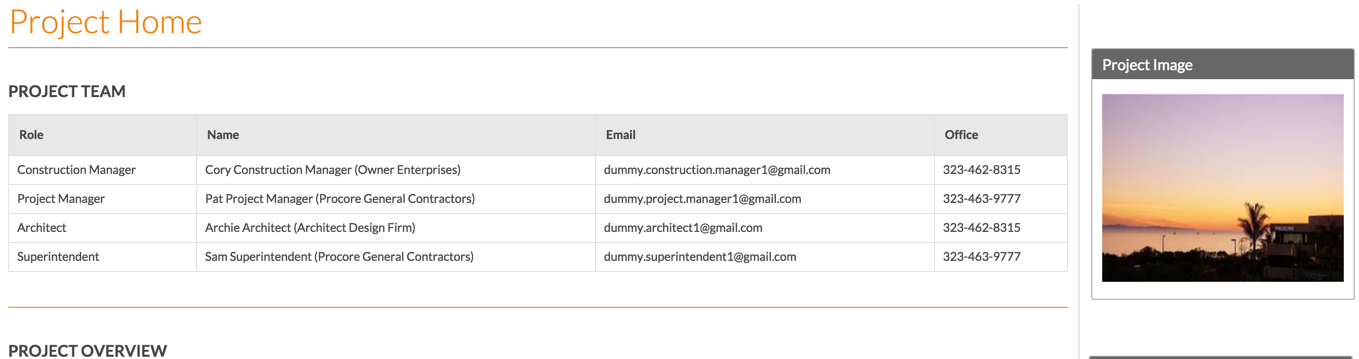 Project Home
PROJECT TEAM
Role Name Email Office
Construction Manager Cory Construction Manager (Owner Enterprises) dummy.construction.manager1@gmail.com 323-462-8315
Project Manager Pat Project Manager (Procore General Contractors) dummy.project.manager1@gmail.com 323-463-9777
Architect Archie Architect (Architect Design Firm) dummy.architect1@gmail.com 323-462-8315
Superintendent Sam Superintendent (Procore General Contractors) dummy.superintendent1@gmail.com 323-463-9777
PROJECT OVERVIEW
Project Image
PROCORE